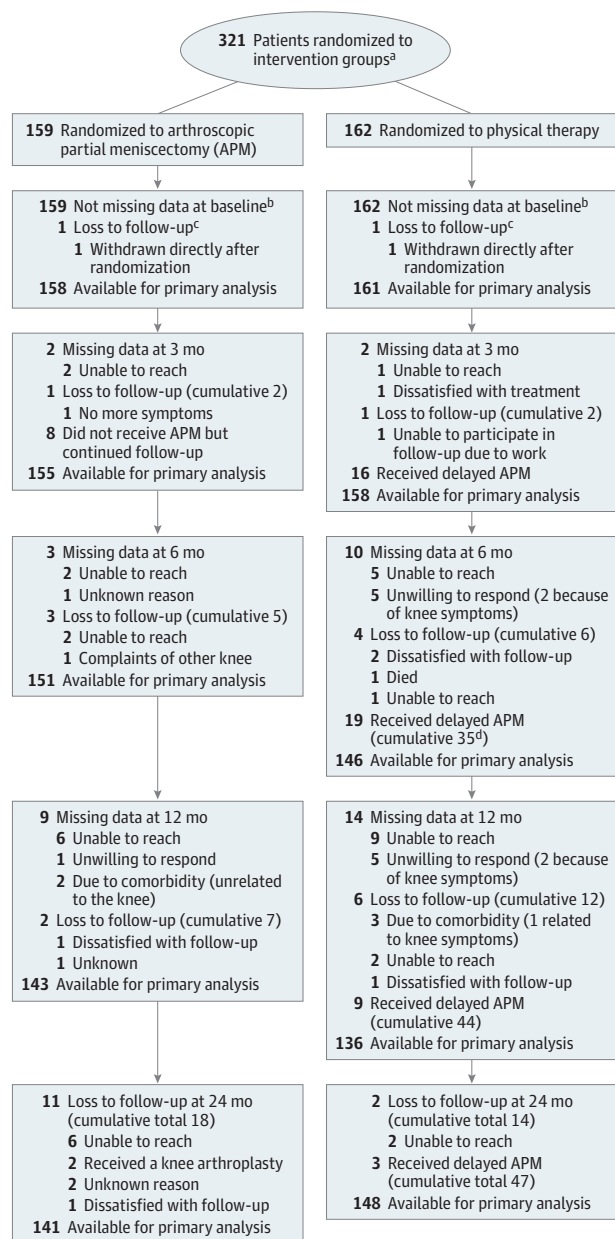 321 Patients randomized to
intervention groupsa
159 Randomized to arthroscopic
partial meniscectomy (APM)
159 Not missing data at baselineb
1 Loss to follow-upc
1 Withdrawn directly after
randomization
158 Available for primary analysis
2 Missing data at 3 mo
2 Unable to reach
1 Loss to follow-up (cumulative 2)
1 No more symptoms
8 Did not receive APM but
continued follow-up
155 Available for primary analysis
3 Missing data at 6 mo
2 Unable to reach
1 Unknown reason
3 Loss to follow-up (cumulative 5)
2 Unable to reach
1 Complaints of other knee
151 Available for primary analysis
9 Missing data at 12 mo
6 Unable to reach
1 Unwilling to respond
2 Due to comorbidity (unrelated
to the knee)
2 Loss to follow-up (cumulative 7)
1 Dissatisfied with follow-up
1 Unknown
143 Available for primary analysis
11 Loss to follow-up at 24 mo
(cumulative total 18)
6 Unable to reach
2 Received a knee arthroplasty
2 Unknown reason
1 Dissatisfied with follow-up
141 Available for primary analysis
162 Randomized to physical therapy
162 Not missing data at baselineb
1 Loss to follow-upc
1 Withdrawn directly after
randomization
161 Available for primary analysis
2 Missing data at 3 mo
1 Unable to reach
1 Dissatisfied with treatment
1 Loss to follow-up (cumulative 2)
1 Unable to participate in
follow-up due to work
16 Received delayed APM
158 Available for primary analysis
10 Missing data at 6 mo
5 Unable to reach
5 Unwilling to respond (2 because
of knee symptoms)
4 Loss to follow-up (cumulative 6)
2 Dissatisfied with follow-up
1 Died
1 Unable to reach
19 Received delayed APM
(cumulative 35d)
146 Available for primary analysis
14 Missing data at 12 mo
9 Unable to reach
5 Unwilling to respond (2 because
of knee symptoms)
6 Loss to follow-up (cumulative 12)
3 Due to comorbidity (1 related
to knee symptoms)
2 Unable to reach
1 Dissatisfied with follow-up
9 Received delayed APM
(cumulative 44)
136 Available for primary analysis
2 Loss to follow-up at 24 mo
(cumulative total 14)
2 Unable to reach
3 Received delayed APM
(cumulative total 47)
148 Available for primary analysis